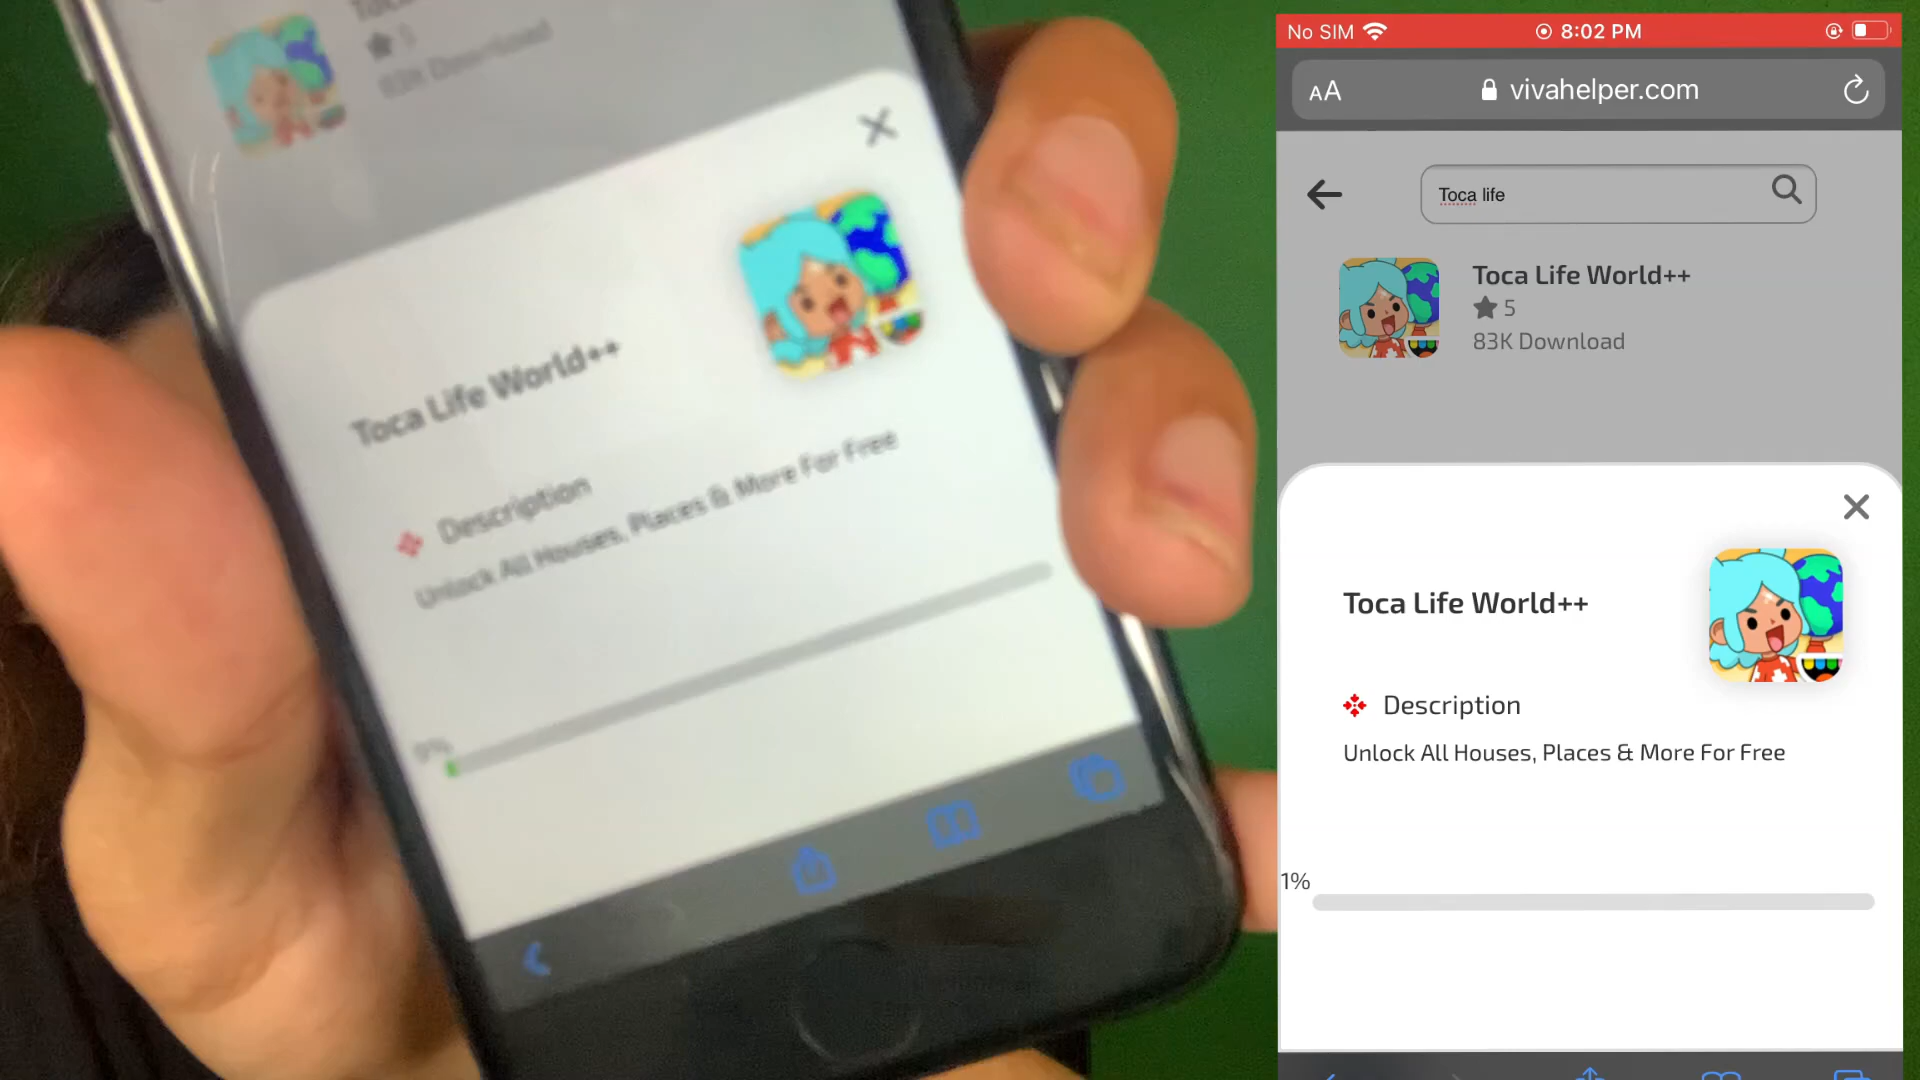 Download
Toca Life World++
Description
Unlock All Houses, Places & More For Free
No SIM
8:02 PM
AA
vivahelper.com
Toca life
Toca Life World++
5
83K Download
Toca Life World++
Description
Unlock All Houses, Places & More For Free
1%